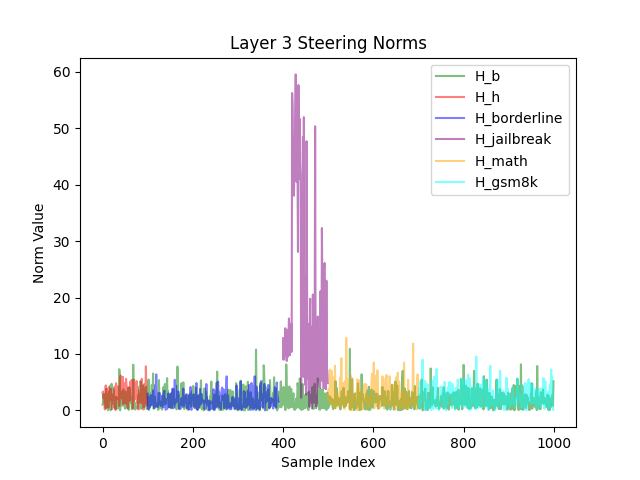 Layer 3 Steering Norms
Norm Value
60
50
40
30
20
10
0
H_b
H_h
H_borderline
H_jailbreak
H_math
H_gsm8k
0 200 400 600 800 1000
Sample Index